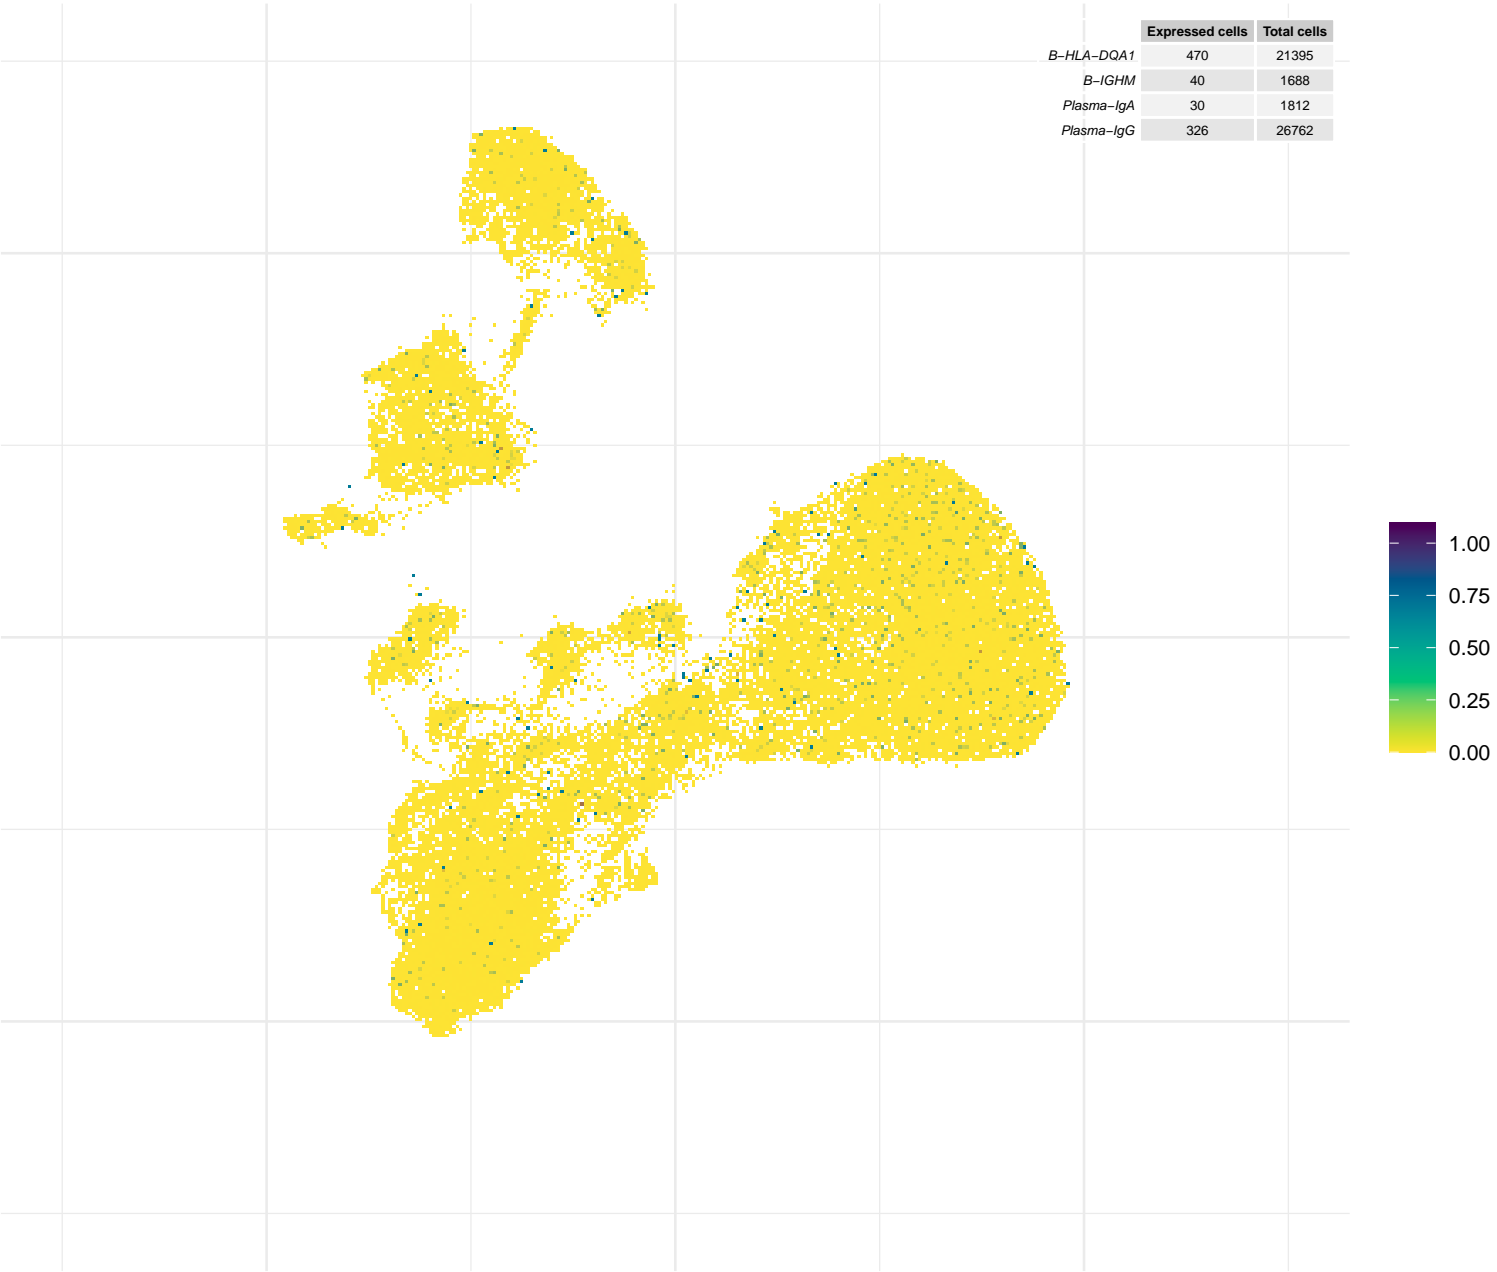 Expressed cells Total cells
B-HLA-DQA1 470 21395
B-IGHM 40 1688
Plasma-IgA 30 1812
Plasma-IgG 326 26762
1.00
0.75
0.50
0.25
0.00